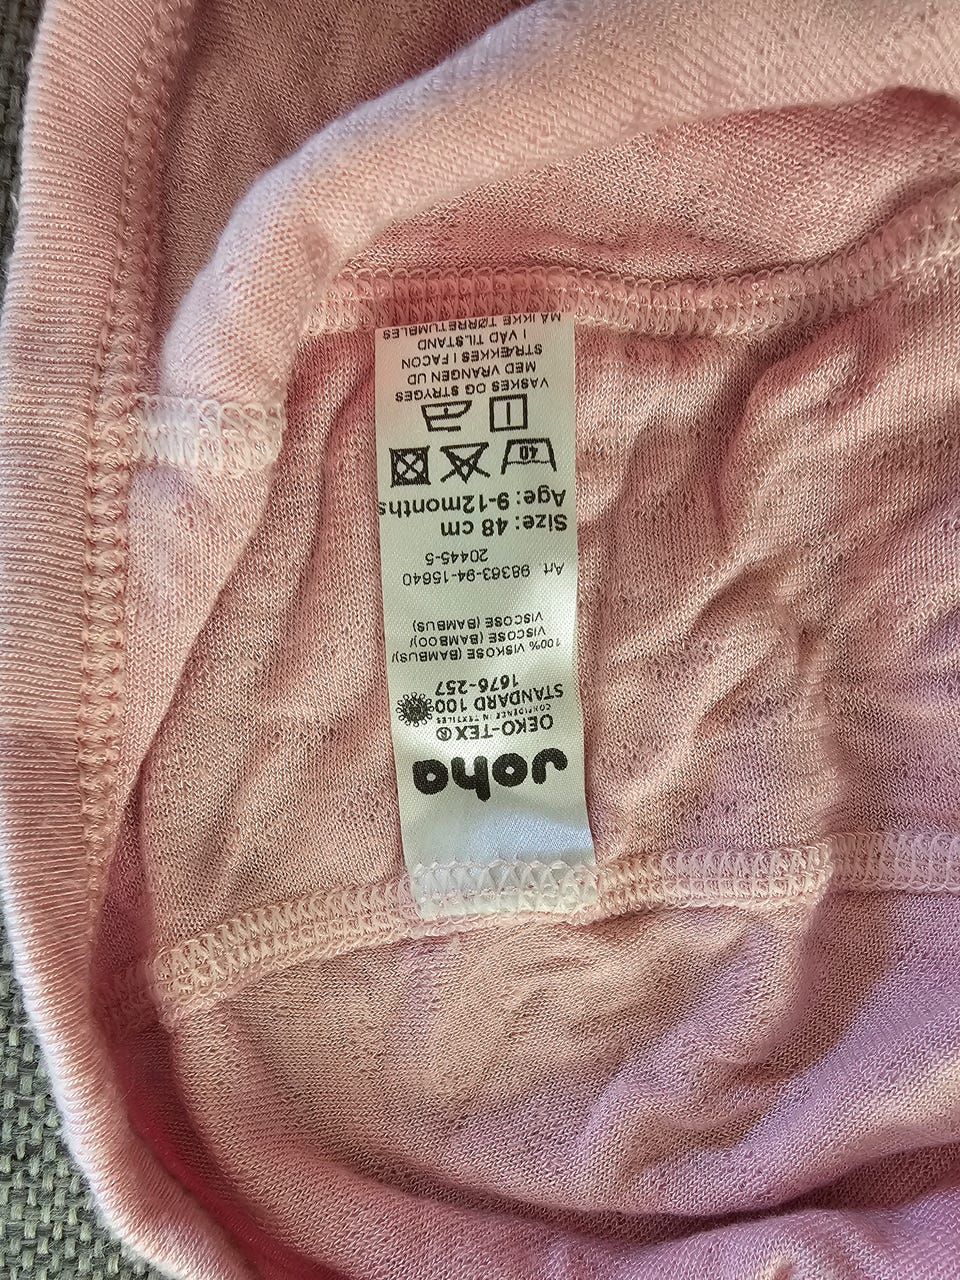 Joha
OEKO-TEX®
CONFIDENCE IN TEXTILES
STANDARD 100
1676-257
100% VISKOSE (BAMBUS)/
VISCOSE (BAMBOO)/
VISCOSE (BAMBUS)
Art 98363-94-15640
20445-5
Size: 48 cm
Age: 9-12months
40
VASKES OG STRYGES
MED VRANGEN UD
STRÆKKES I FACON
I VÅD TILSTAND
MÅ IKKE TØRRETUMBLES